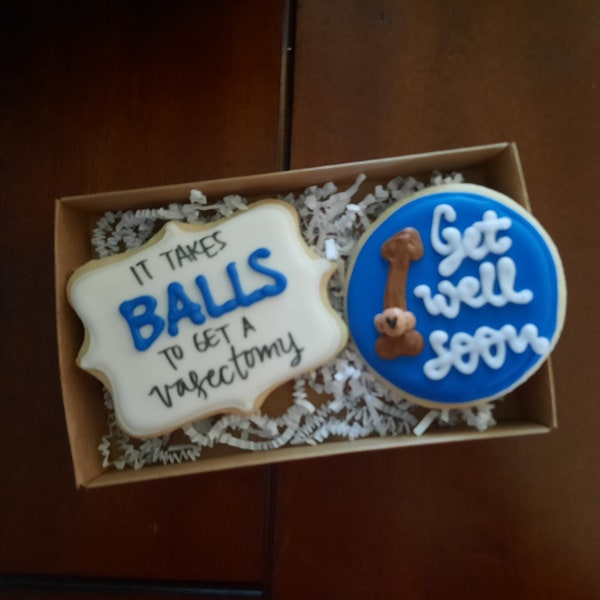 IT TAKES
BALLS
TO GET A
vasectomy
Get
well
soon